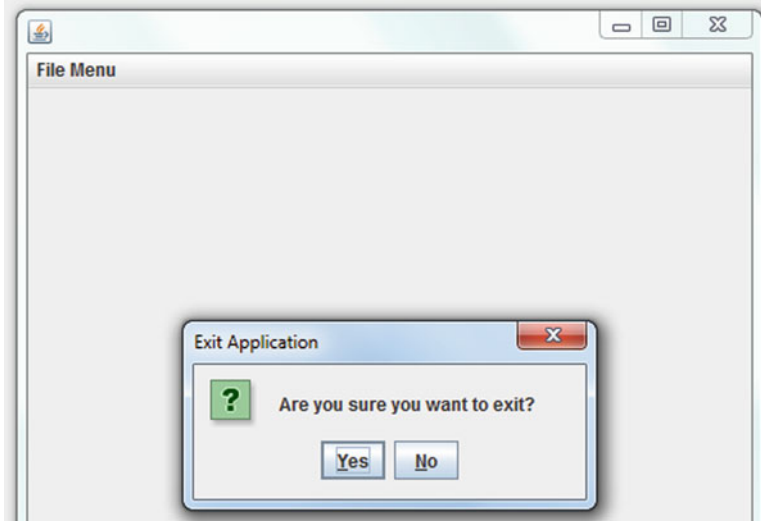 File Menu
Exit Application
?
Are you sure you want to exit?
Yes
No